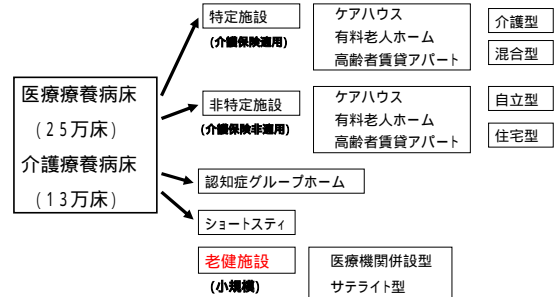 特定施設
(介護保険適用)
ケアハウス
有料老人ホーム
高齢者賃貸アパート
介護型
混合型
医療療養病床
(25万床)
介護療養病床
(13万床)
非特定施設
(介護保険非適用)
ケアハウス
有料老人ホーム
高齢者賃貸アパート
自立型
住宅型
認知症グループホーム
ショートスティ
老健施設
(小規模)
医療機関併設型
サテライト型